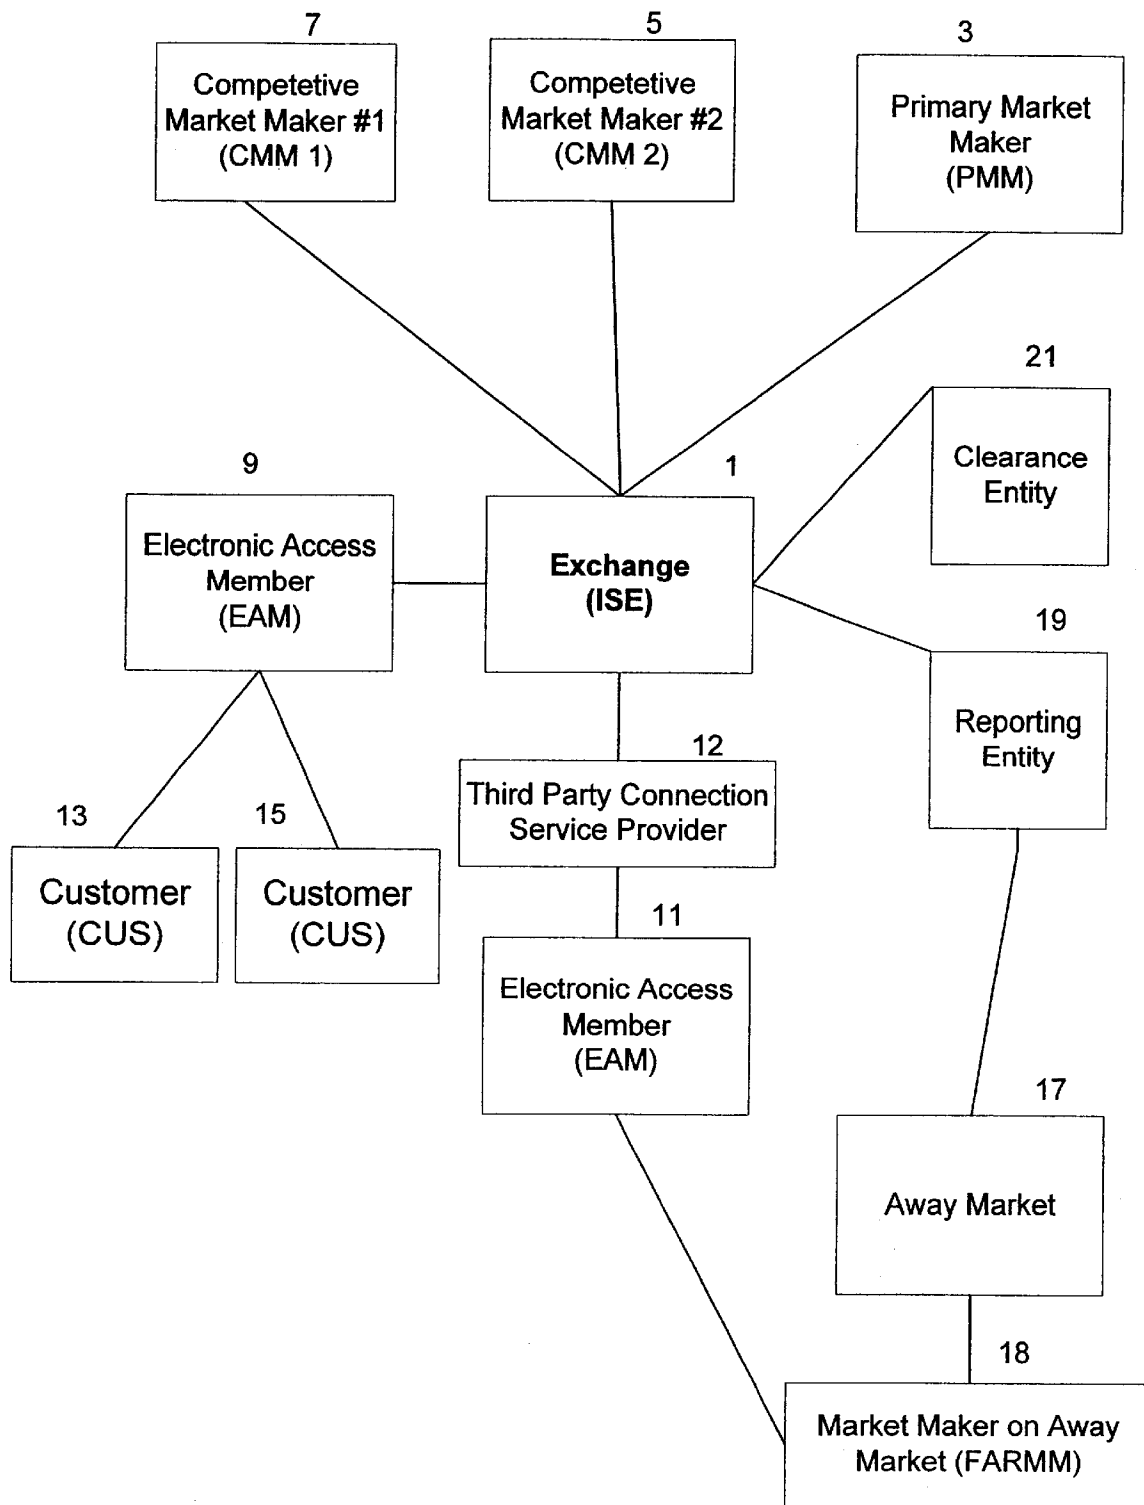 7
5
3
Competetive
Market Maker #1
(CMM 1)
Competetive
Market Maker #2
(CMM 2)
Primary Market
Maker
(PMM)
21
Clearance
Entity
9
1
Electronic Access
Member
(EAM)
Exchange
(ISE)
19
Reporting
Entity
12
Third Party Connection
Service Provider
13
15
Customer
(CUS)
Customer
(CUS)
11
Electronic Access
Member
(EAM)
17
Away Market
18
Market Maker on Away
Market (FARMM)